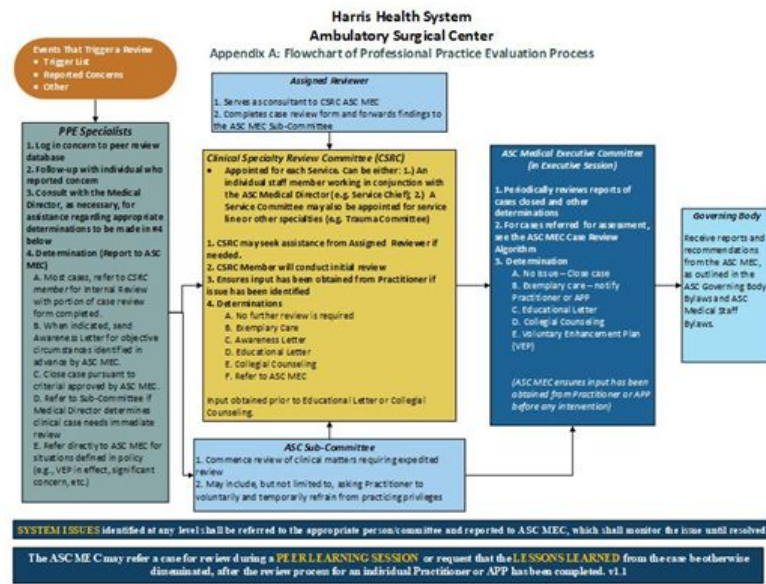 Harris Health System
Ambulatory Surgical Center
Appendix A: Flowchart of Professional Practice Evaluation Process
Events That Trigger a Review
• Trigger List
• Reported Concerns
• Other
PPE Specialists
1. Log in concern to peer review
database
2. Follow-up with individual who
reported concern
3. Consult with the Medical
Director, as necessary, for
assistance regarding appropriate
determinations to be made in #4
below
4. Determination (Report to ASC
MEC)
A. Most cases, refer to CSRC
member for Internal Review
with portion of case review
form completed.
B. When indicated, send
Awareness Letter for objective
circumstances identified in
advance by ASC MEC.
C. Close case pursuant to
criterial approved by ASC MEC.
D. Refer to Sub-Committee if
Medical Director determines
clinical case needs immediate
review
E. Refer directly to ASC MEC for
situations defined in policy
(e.g., VEP in effect, significant
concern, etc.)
Assigned Reviewer
1. Serves as consultant to CSRC ASC MEC
2. Completes case review form and forwards findings to
the ASC MEC Sub-Committee
Clinical Specialty Review Committee (CSRC)
• Appointed for each Service. Can be either: 1.) An
individual staff member working in conjunction with
the ASC Medical Director (e.g. Service Chief); 2.) A
Service Committee may also be appointed for service
line or other specialties (e.g. Trauma Committee)
1. CSRC may seek assistance from Assigned Reviewer if
needed.
2. CSRC Member will conduct initial review
3. Ensures input has been obtained from Practitioner if
issue has been identified
4. Determinations
A. No further review is required
B. Exemplary Care
C. Awareness Letter
D. Educational Letter
E. Collegial Counseling
F. Refer to ASC MEC
Input obtained prior to Educational Letter or Collegial
Counseling.
ASC Sub-Committee
1. Commence review of clinical matters requiring expedited
review
2. May include, but not limited to, asking Practitioner to
voluntarily and temporarily refrain from practicing privileges
ASC Medical Executive Committee
(in Executive Session)
1. Periodically reviews reports of
cases closed and other
determinations
2. For cases referred for assessment,
see the ASC MEC Case Review
Algorithm
3. Determination
A. No Issue – Close case
B. Exemplary care – notify
Practitioner or APP
C. Educational Letter
D. Collegial Counseling
E. Voluntary Enhancement Plan
(VEP)
(ASC MEC ensures input has been
obtained from Practitioner or APP
before any intervention)
Governing Body
Receive reports and
recommendations
from the ASC MEC,
as outlined in the
ASC Governing Body
Bylaws and ASC
Medical Staff
Bylaws.
SYSTEM ISSUES identified at any level shall be referred to the appropriate person/committee and reported to ASC MEC, which shall monitor the issue until resolved
The ASC MEC may refer a case for review during a PEER LEARNING SESSION or request that the LESSONS LEARNED from the case be otherwise
disseminated, after the review process for an individual Practitioner or APP has been completed. v1.1